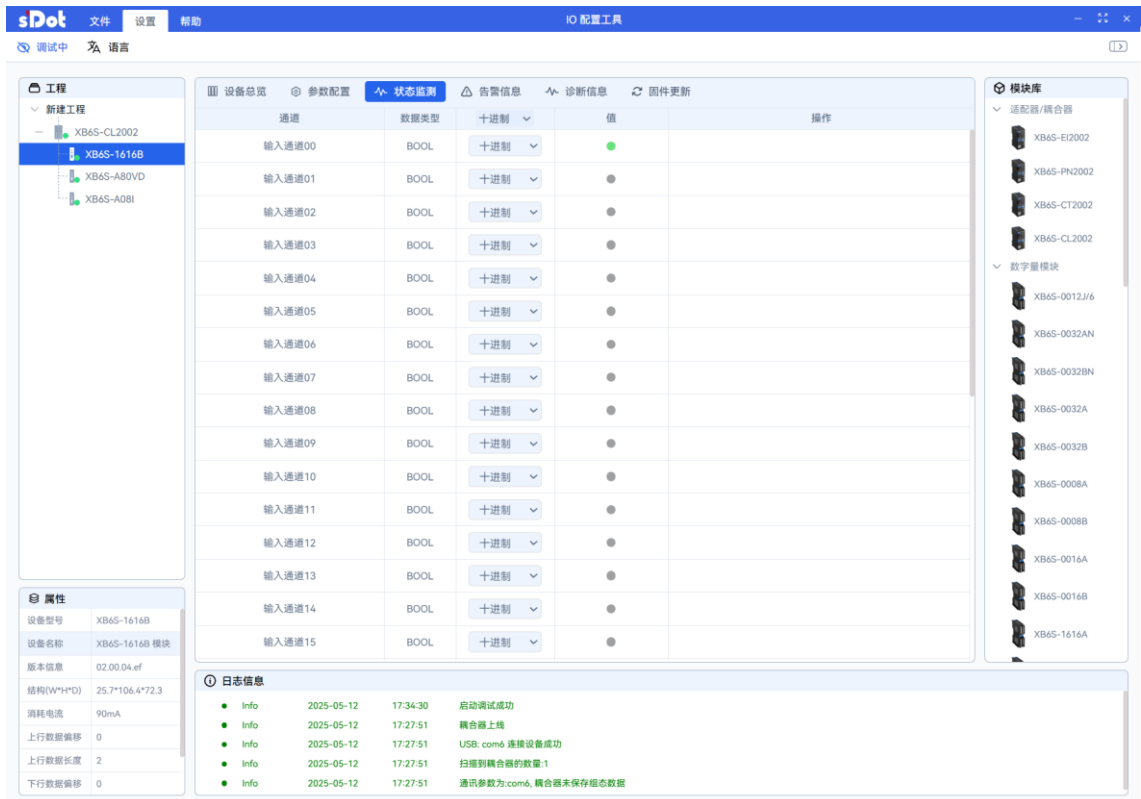 sDot 文件 设置 帮助 IO 配置工具
调试中 语言
工程
新建工程
XB6S-CL2002
XB6S-1616B
XB6S-A80VD
XB6S-A08I
设备总览 参数配置 状态监测 告警信息 诊断信息 固件更新
通道 数据类型 十进制 值 操作
输入通道00 BOOL 十进制
输入通道01 BOOL 十进制
输入通道02 BOOL 十进制
输入通道03 BOOL 十进制
输入通道04 BOOL 十进制
输入通道05 BOOL 十进制
输入通道06 BOOL 十进制
输入通道07 BOOL 十进制
输入通道08 BOOL 十进制
输入通道09 BOOL 十进制
输入通道10 BOOL 十进制
输入通道11 BOOL 十进制
输入通道12 BOOL 十进制
输入通道13 BOOL 十进制
输入通道14 BOOL 十进制
输入通道15 BOOL 十进制
模块库
适配器/耦合器
XB6S-EI2002
XB6S-PN2002
XB6S-CT2002
XB6S-CL2002
数字量模块
XB6S-0012J/6
XB6S-0032AN
XB6S-0032BN
XB6S-0032A
XB6S-0032B
XB6S-0008A
XB6S-0008B
XB6S-0016A
XB6S-0016B
XB6S-1616A
属性
设备型号 XB6S-1616B
设备名称 XB6S-1616B 模块
版本信息 02.00.04.ef
结构(W*H*D) 25.7*106.4*72.3
消耗电流 90mA
上行数据偏移 0
上行数据长度 2
下行数据偏移 0
日志信息
Info 2025-05-12 17:34:30 启动调试成功
Info 2025-05-12 17:27:51 耦合器上线
Info 2025-05-12 17:27:51 USB: com6 连接设备成功
Info 2025-05-12 17:27:51 扫描到耦合器的数量:1
Info 2025-05-12 17:27:51 通讯参数为:com6, 耦合器未保存组态数据